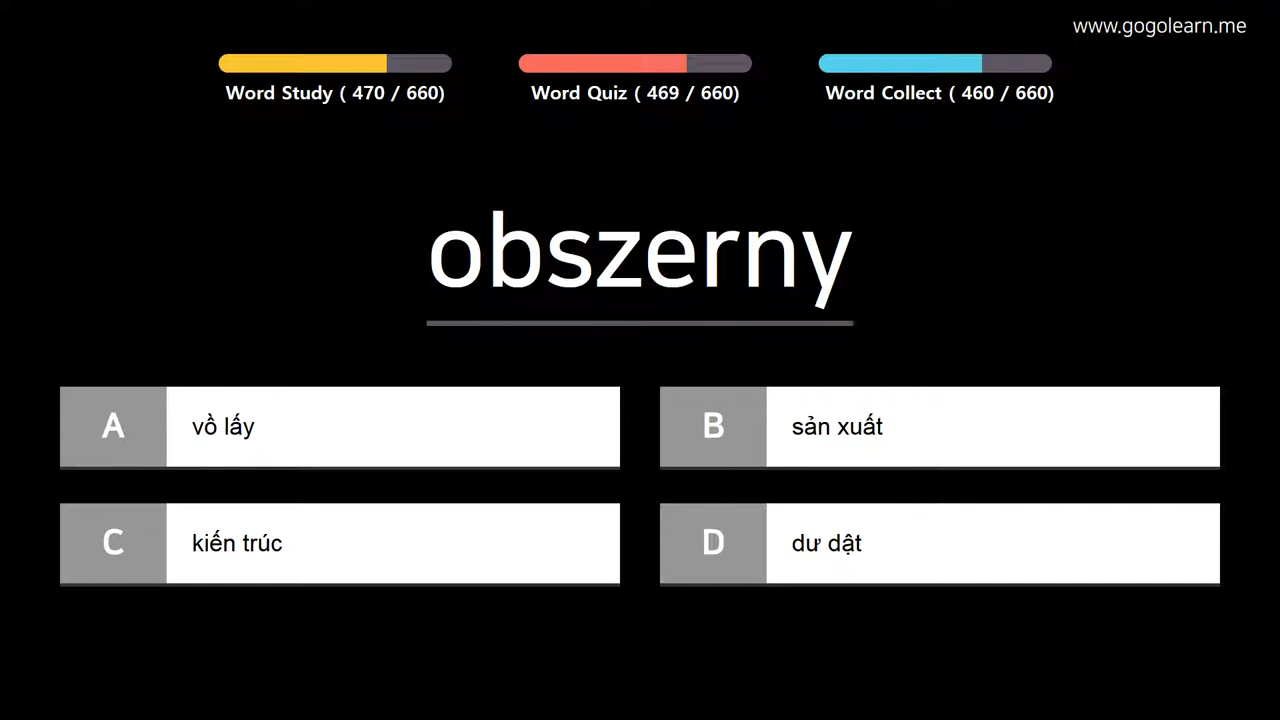 www.gogolearn.me
Word Study ( 470 / 660)
Word Quiz ( 469 / 660)
Word Collect ( 460 / 660)
obszerny
A vồ lấy
B sản xuất
C kiến trúc
D dư dật